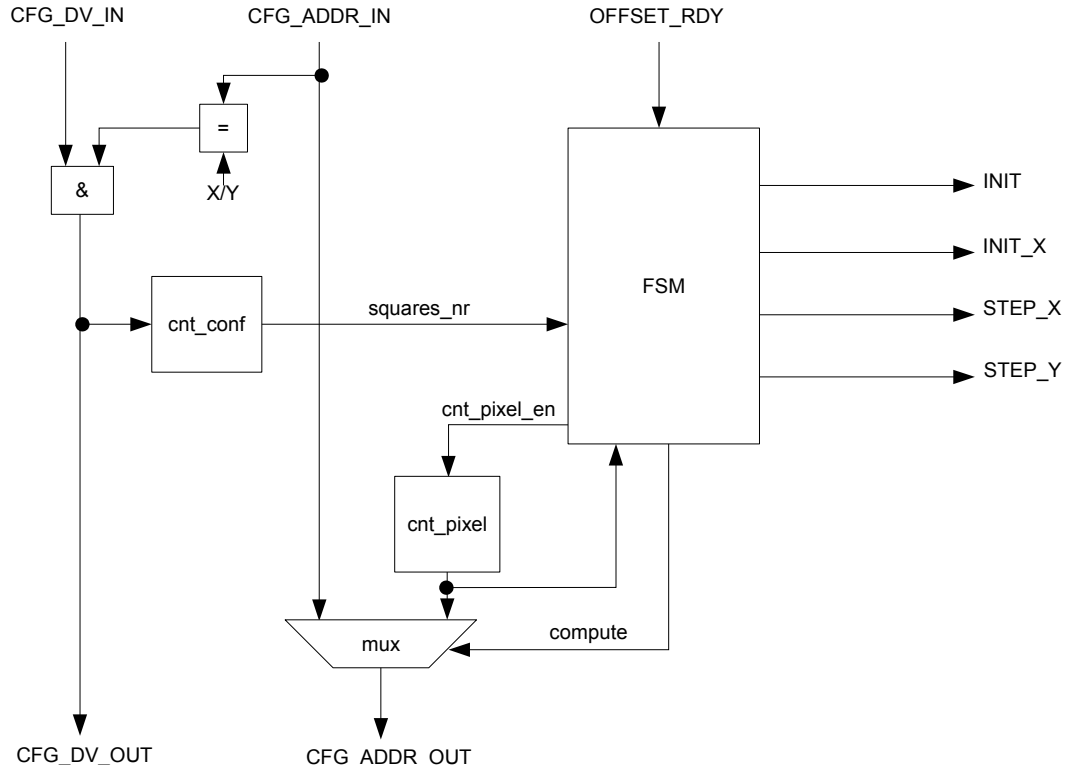 CFG_DV_IN
CFG_ADDR_IN
OFFSET_RDY
=
&
X/Y
INIT
INIT_X
FSM
STEP_X
squares_nr
cnt_conf
STEP_Y
cnt_pixel_en
cnt_pixel
compute
mux
CFG_DV_OUT
CFG_ADDR_OUT